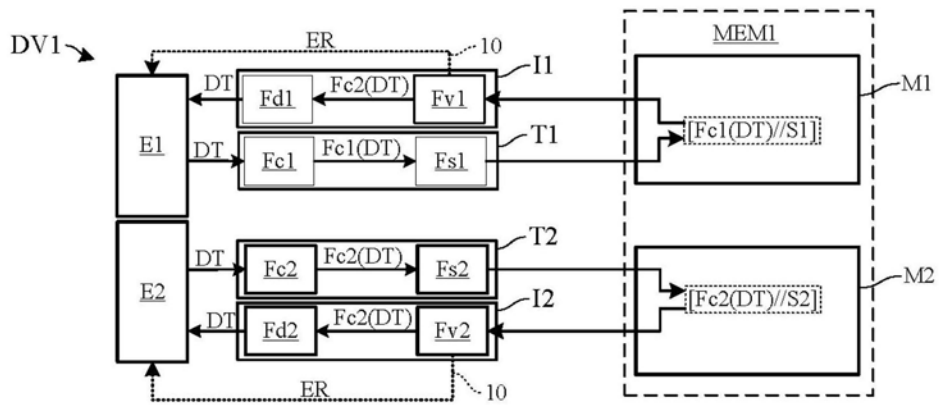 DV1
ER
10
MEM1
I1
M1
DT
Fd1
Fc2(DT)
Fv1
[Fc1(DT)//S1]
E1
T1
DT
Fc1
Fc1(DT)
Fs1
T2
DT
Fc2
Fc2(DT)
Fs2
M2
E2
[Fc2(DT)//S2]
I2
DT
Fd2
Fc2(DT)
Fv2
ER
10